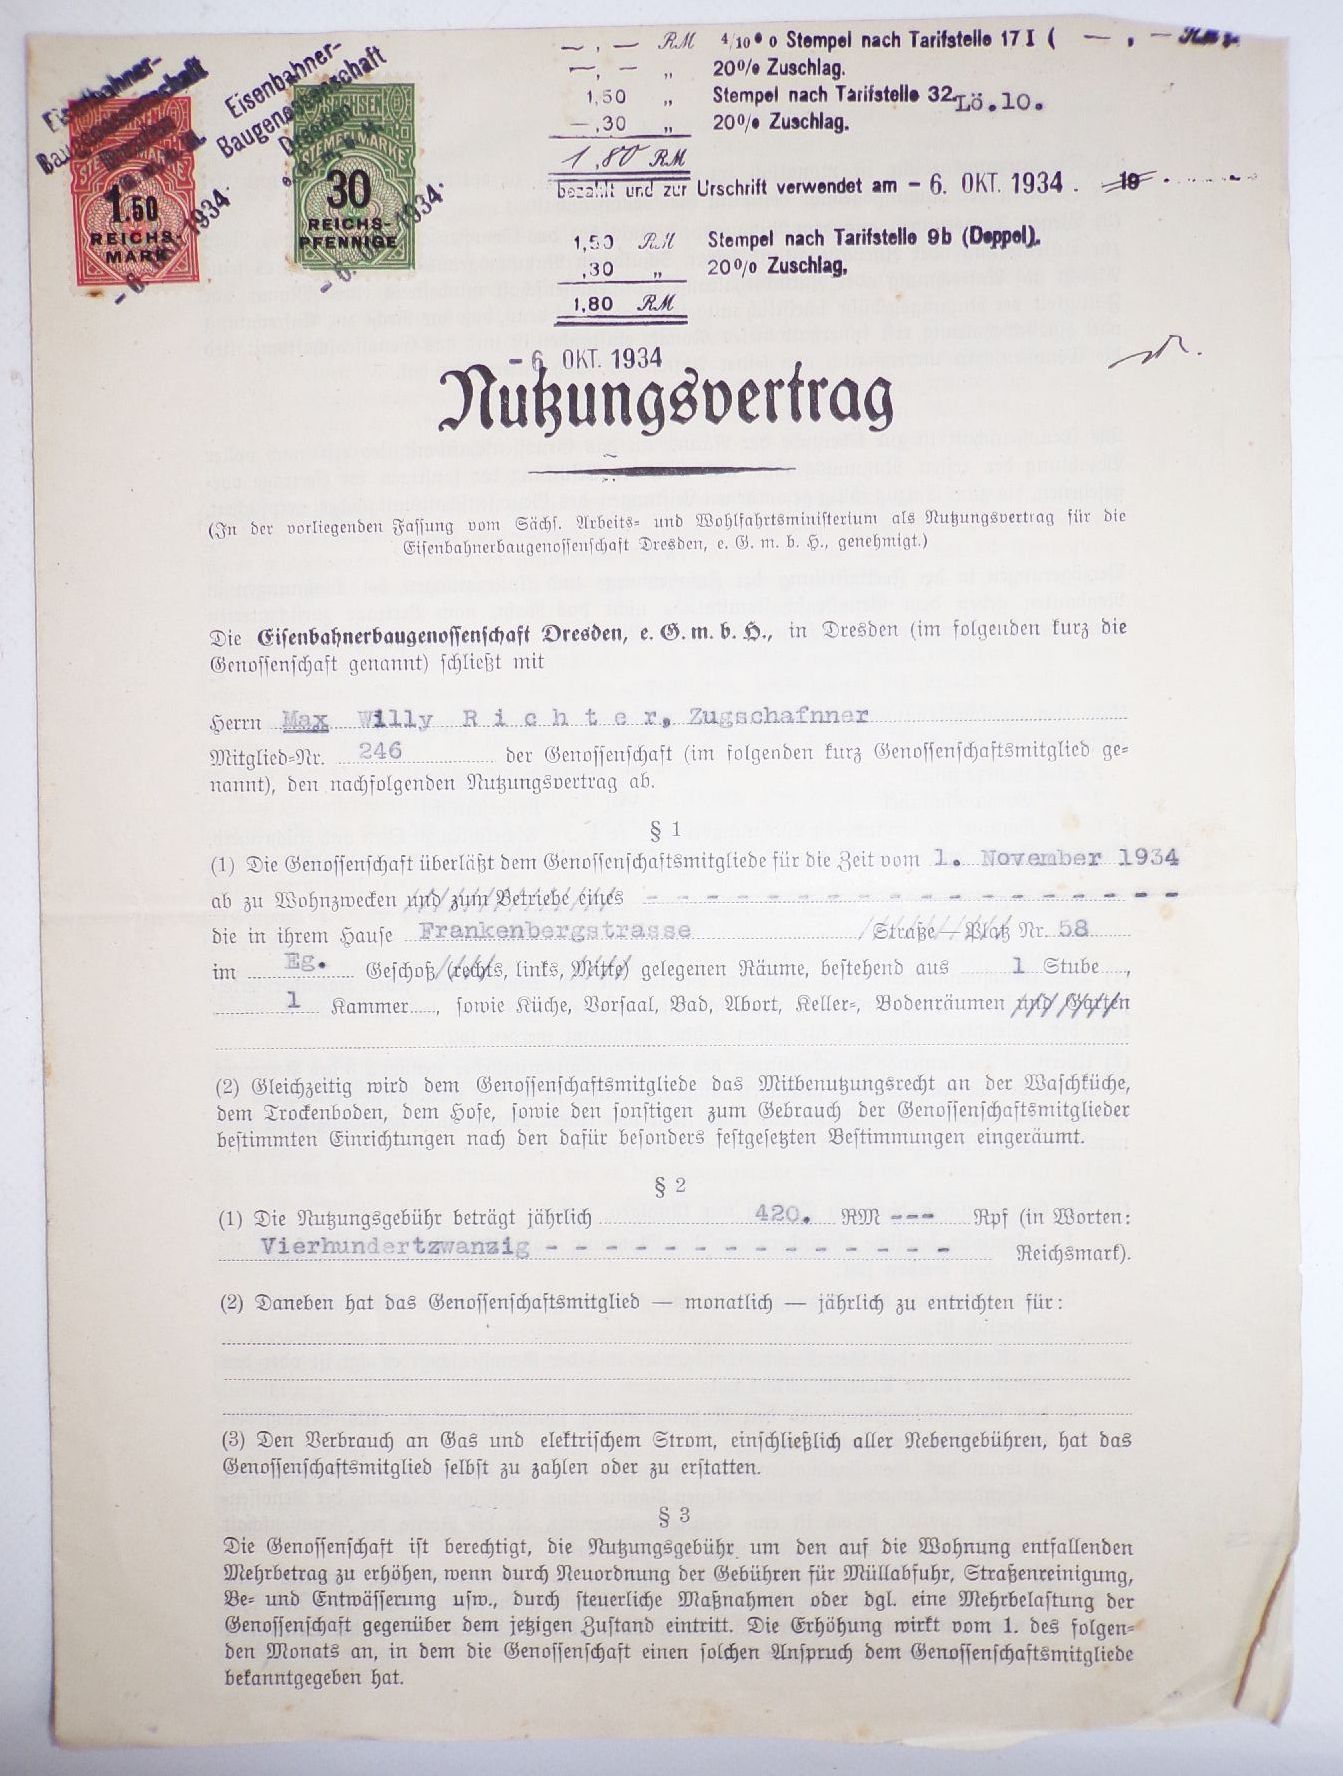 Eisenbahner-
Baugenossenschaft
Dresden
STEMPELMARKE
1.50
REICHS-
MARK
- 6. 1934.
Eisenbahner-
Baugenossenschaft
Dresden
SACHSEN
STEMPELMARKE
30
REICHS-
PFENNIGE
- 6. 1934.
—,— RM 4/10% Stempel nach Tarifstelle 17 I ( —, —
—,— „ 20% Zuschlag.
1,50 „ Stempel nach Tarifstelle 32 Lö.10.
—,30 „ 20% Zuschlag.
1,80 RM
bezahlt und zur Urschrift verwendet am - 6. OKT. 1934. 19
1,50 RM Stempel nach Tarifstelle 9b (Doppel).
,30 „ 20% Zuschlag.
1,80 RM
- 6. OKT. 1934
Nutzungsvertrag
(In der vorliegenden Fassung vom Sächs. Arbeits- und Wohlfahrtsministerium als Nutzungsvertrag für die
Eisenbahnerbaugenossenschaft Dresden, e. G. m. b. H., genehmigt.)
Die Eisenbahnerbaugenossenschaft Dresden, e. G. m. b. H., in Dresden (im folgenden kurz die
Genossenschaft genannt) schließt mit
Herrn Max Willy R i c h t e r, Zugschafnner
Mitglied-Nr. 246 der Genossenschaft (im folgenden kurz Genossenschaftsmitglied ge-
nannt), den nachfolgenden Nutzungsvertrag ab.
§ 1
(1) Die Genossenschaft überläßt dem Genossenschaftsmitgliede für die Zeit vom 1. November 1934
ab zu Wohnzwecken und zum Betriebe eines - - - - - - - - - - - - - - - - - -
die in ihrem Hause Frankenbergstrasse Straße — Platz Nr. 58
im Eg. Geschoß (rechts, links, Mitte) gelegenen Räume, bestehend aus 1 Stube ,
1 Kammer , sowie Küche, Vorsaal, Bad, Abort, Keller-, Bodenräumen und Garten
(2) Gleichzeitig wird dem Genossenschaftsmitgliede das Mitbenutzungsrecht an der Waschküche,
dem Trockenboden, dem Hofe, sowie den sonstigen zum Gebrauch der Genossenschaftsmitglieder
bestimmten Einrichtungen nach den dafür besonders festgesetzten Bestimmungen eingeräumt.
§ 2
(1) Die Nutzungsgebühr beträgt jährlich 420. RM --- Rpf (in Worten:
Vierhundertzwanzig - - - - - - - - - - - - - - Reichsmark).
(2) Daneben hat das Genossenschaftsmitglied — monatlich — jährlich zu entrichten für:
(3) Den Verbrauch an Gas und elektrischem Strom, einschließlich aller Nebengebühren, hat das
Genossenschaftsmitglied selbst zu zahlen oder zu erstatten.
§ 3
Die Genossenschaft ist berechtigt, die Nutzungsgebühr um den auf die Wohnung entfallenden
Mehrbetrag zu erhöhen, wenn durch Neuordnung der Gebühren für Müllabfuhr, Straßenreinigung,
Be- und Entwässerung usw., durch steuerliche Maßnahmen oder dgl. eine Mehrbelastung der
Genossenschaft gegenüber dem jetzigen Zustand eintritt. Die Erhöhung wirkt vom 1. des folgen-
den Monats an, in dem die Genossenschaft einen solchen Anspruch dem Genossenschaftsmitgliede
bekanntgegeben hat.